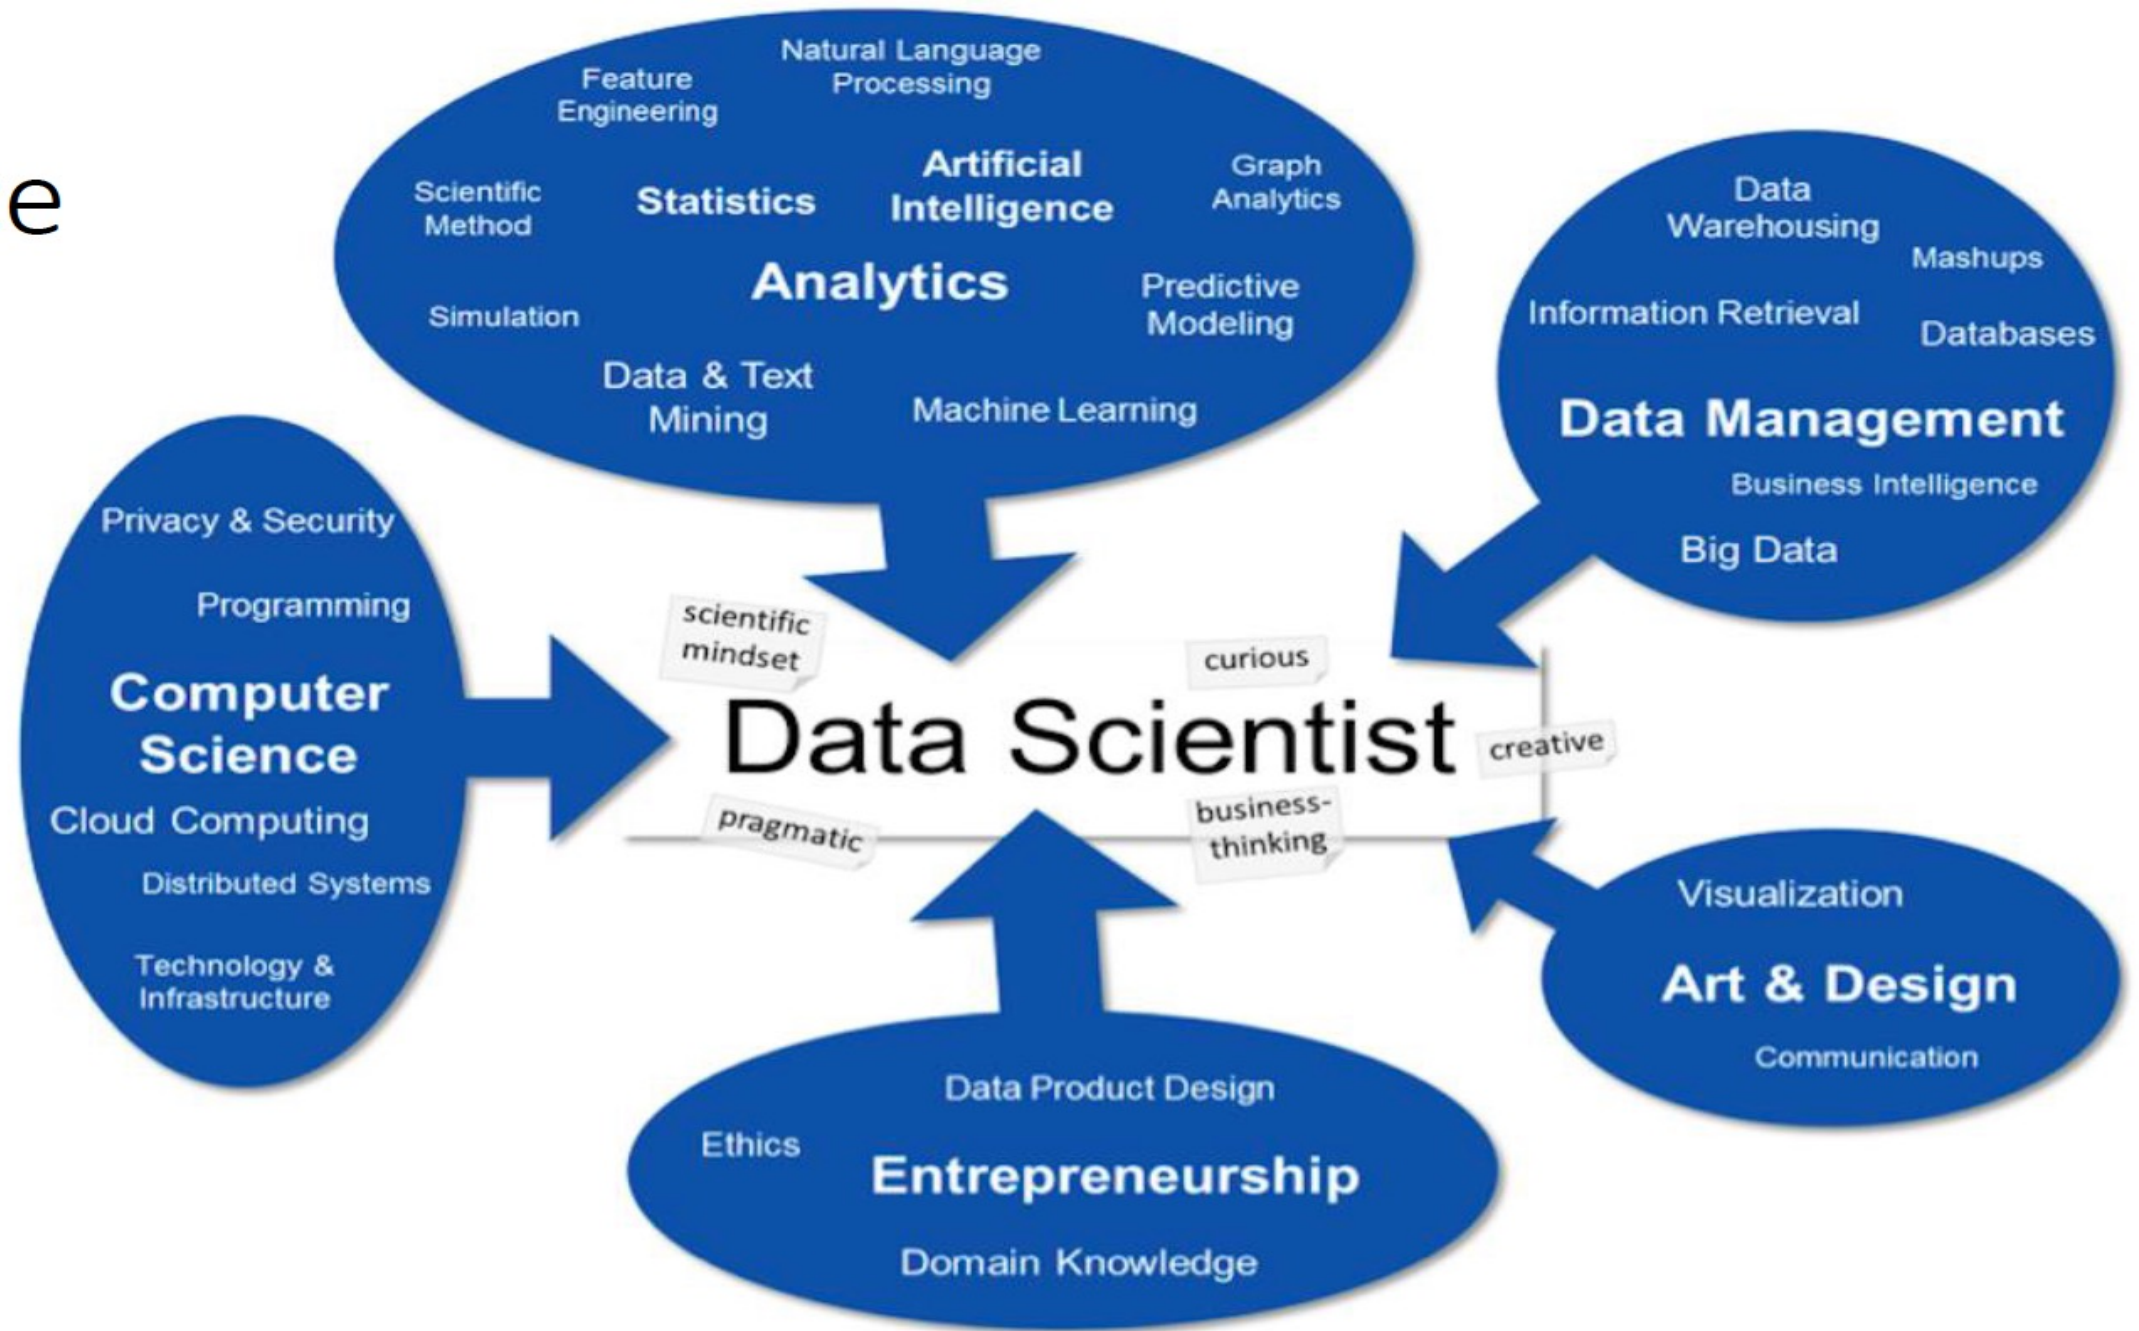 e
Natural Language
Processing
Feature
Engineering
Artificial
Intelligence
Graph
Analytics
Scientific
Method
Statistics
Analytics
Predictive
Modeling
Simulation
Data & Text
Mining
Machine Learning
Data
Warehousing
Mashups
Information Retrieval
Databases
Data Management
Business Intelligence
Big Data
Privacy & Security
Programming
Computer
Science
Cloud Computing
Distributed Systems
Technology &
Infrastructure
scientific
mindset
curious
Data Scientist
creative
pragmatic
business-
thinking
Visualization
Art & Design
Communication
Data Product Design
Ethics
Entrepreneurship
Domain Knowledge